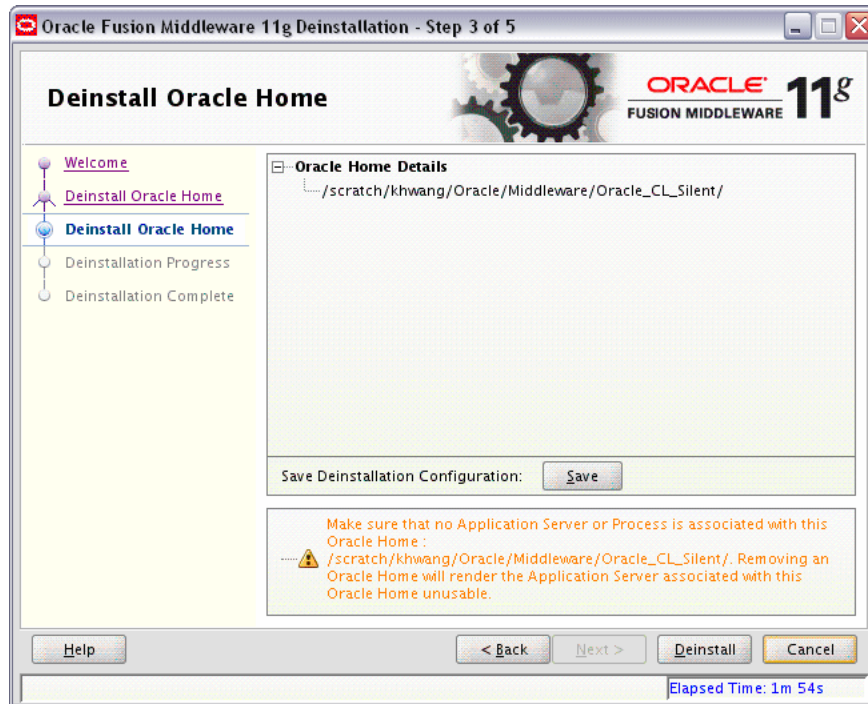 Oracle Fusion Middleware 11g Deinstallation - Step 3 of 5
Deinstall Oracle Home
ORACLE
FUSION MIDDLEWARE
11g
Welcome
Deinstall Oracle Home
Deinstall Oracle Home
Deinstallation Progress
Deinstallation Complete
Oracle Home Details
/scratch/khwang/Oracle/Middleware/Oracle_CL_Silent/
Save Deinstallation Configuration: Save
Make sure that no Application Server or Process is associated with this
Oracle Home :
/scratch/khwang/Oracle/Middleware/Oracle_CL_Silent/. Removing an
Oracle Home will render the Application Server associated with this
Oracle Home unusable.
Help < Back Next > Deinstall Cancel
Elapsed Time: 1m 54s